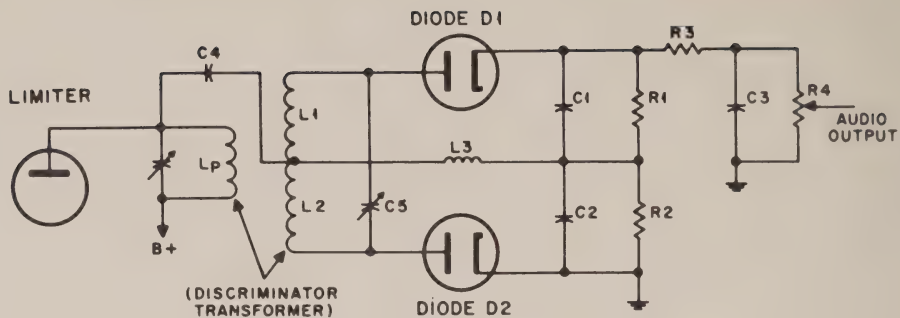 DIODE D1
C4
R3
LIMITER
L1
C1
R1
C3
R4
AUDIO
OUTPUT
Lp
L3
L2
C5
C2
R2
B+
(DISCRIMINATOR
TRANSFORMER)
DIODE D2